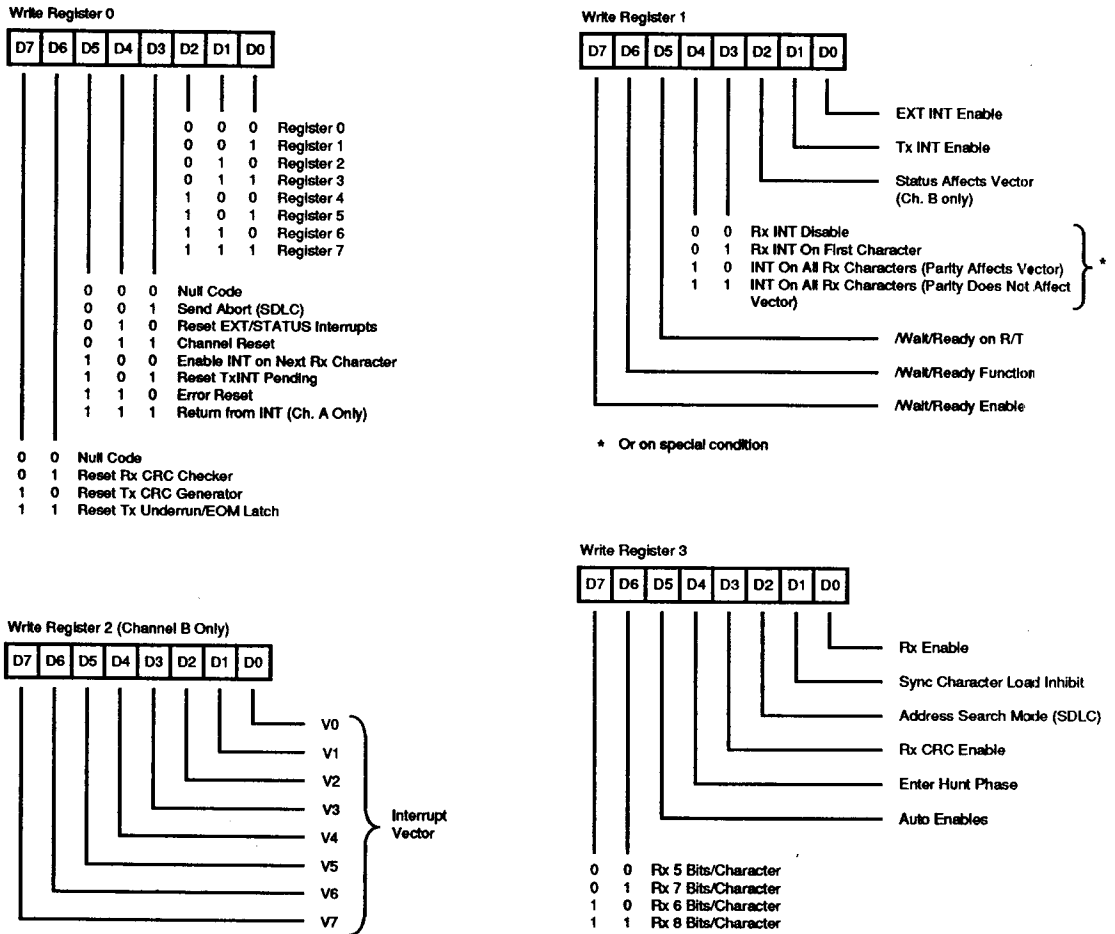 Write Register 0
D7 D6 D5 D4 D3 D2 D1 D0
0 0 0 Register 0
0 0 1 Register 1
0 1 0 Register 2
0 1 1 Register 3
1 0 0 Register 4
1 0 1 Register 5
1 1 0 Register 6
1 1 1 Register 7
0 0 0 Null Code
0 0 1 Send Abort (SDLC)
0 1 0 Reset EXT/STATUS Interrupts
0 1 1 Channel Reset
1 0 0 Enable INT on Next Rx Character
1 0 1 Reset TxINT Pending
1 1 0 Error Reset
1 1 1 Return from INT (Ch. A Only)
0 0 Null Code
0 1 Reset Rx CRC Checker
1 0 Reset Tx CRC Generator
1 1 Reset Tx Underrun/EOM Latch
Write Register 1
D7 D6 D5 D4 D3 D2 D1 D0
EXT INT Enable
Tx INT Enable
Status Affects Vector
(Ch. B only)
0 0 Rx INT Disable
0 1 Rx INT On First Character
1 0 INT On All Rx Characters (Parity Affects Vector)
1 1 INT On All Rx Characters (Parity Does Not Affect
Vector)
*
/Wait/Ready on R/T
/Wait/Ready Function
/Wait/Ready Enable
* Or on special condition
Write Register 2 (Channel B Only)
D7 D6 D5 D4 D3 D2 D1 D0
V0
V1
V2
V3
V4
V5
V6
V7
Interrupt
Vector
Write Register 3
D7 D6 D5 D4 D3 D2 D1 D0
Rx Enable
Sync Character Load Inhibit
Address Search Mode (SDLC)
Rx CRC Enable
Enter Hunt Phase
Auto Enables
0 0 Rx 5 Bits/Character
0 1 Rx 7 Bits/Character
1 0 Rx 6 Bits/Character
1 1 Rx 8 Bits/Character